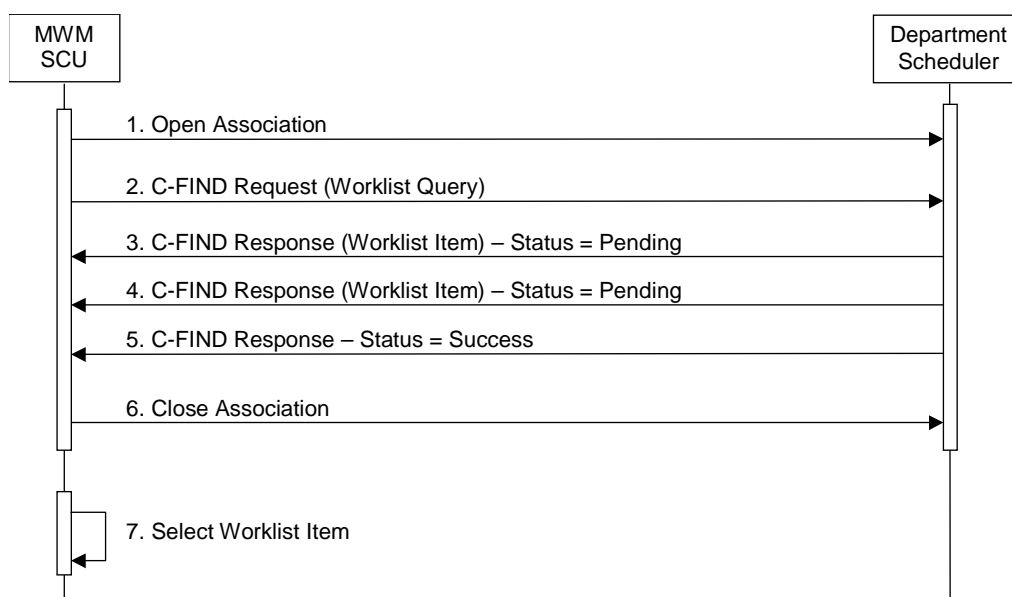 MWM
SCU
Department
Scheduler
1. Open Association
2. C-FIND Request (Worklist Query)
3. C-FIND Response (Worklist Item) – Status = Pending
4. C-FIND Response (Worklist Item) – Status = Pending
5. C-FIND Response – Status = Success
6. Close Association
7. Select Worklist Item